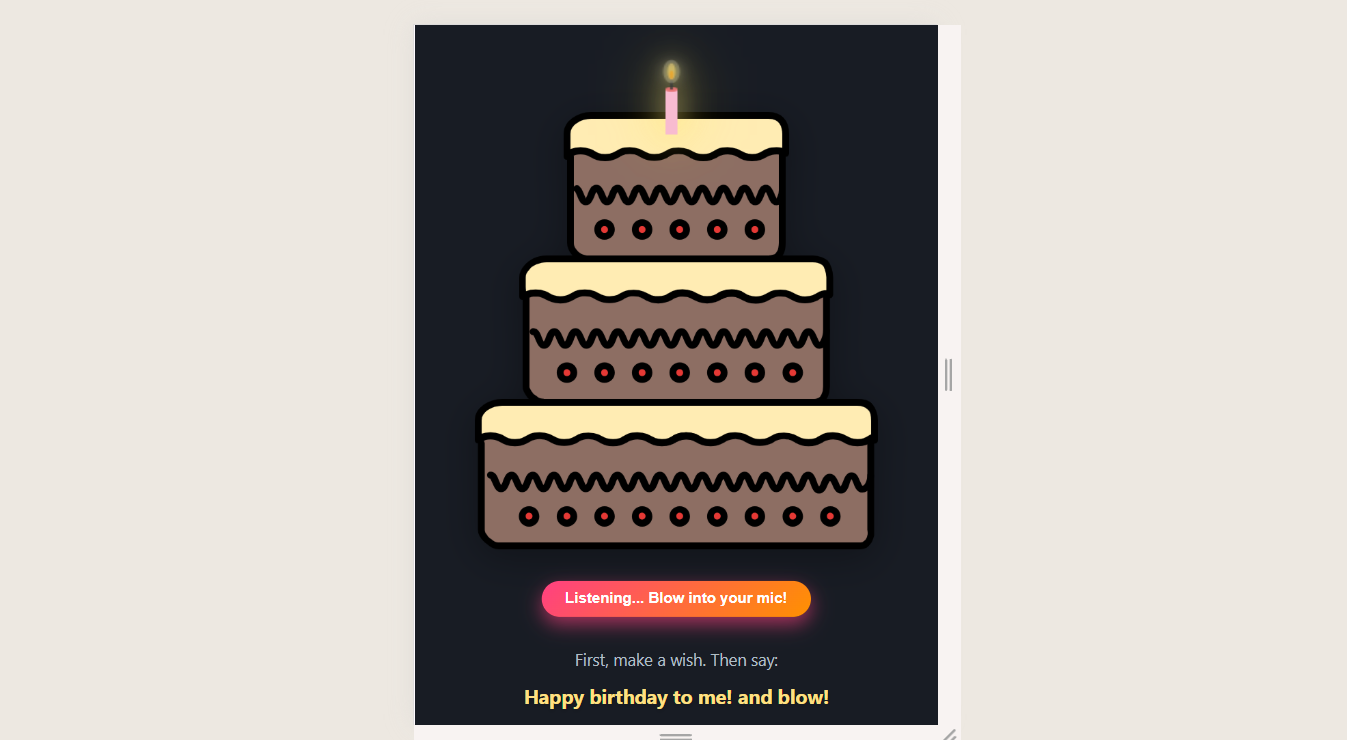 Listening... Blow into your mic!
First, make a wish. Then say:
Happy birthday to me! and blow!